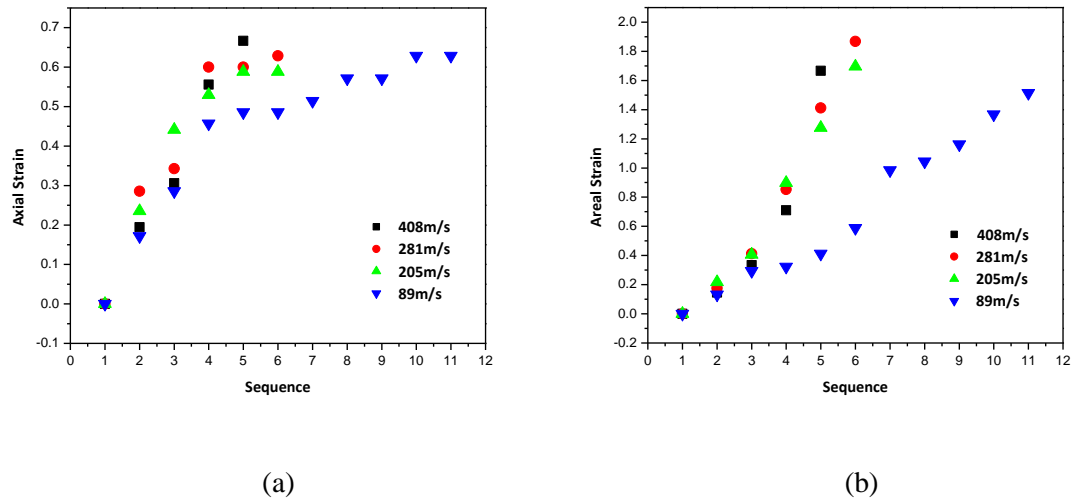 0.7
0.6
0.5
0.4
0.3
0.2
0.1
0.0
-0.1
Axial Strain
408m/s
281m/s
205m/s
89m/s
0 1 2 3 4 5 6 7 8 9 10 11 12
Sequence
(a)
2.0
1.8
1.6
1.4
1.2
1.0
0.8
0.6
0.4
0.2
0.0
-0.2
Areal Strain
408m/s
281m/s
205m/s
89m/s
0 1 2 3 4 5 6 7 8 9 10 11 12
Sequence
(b)